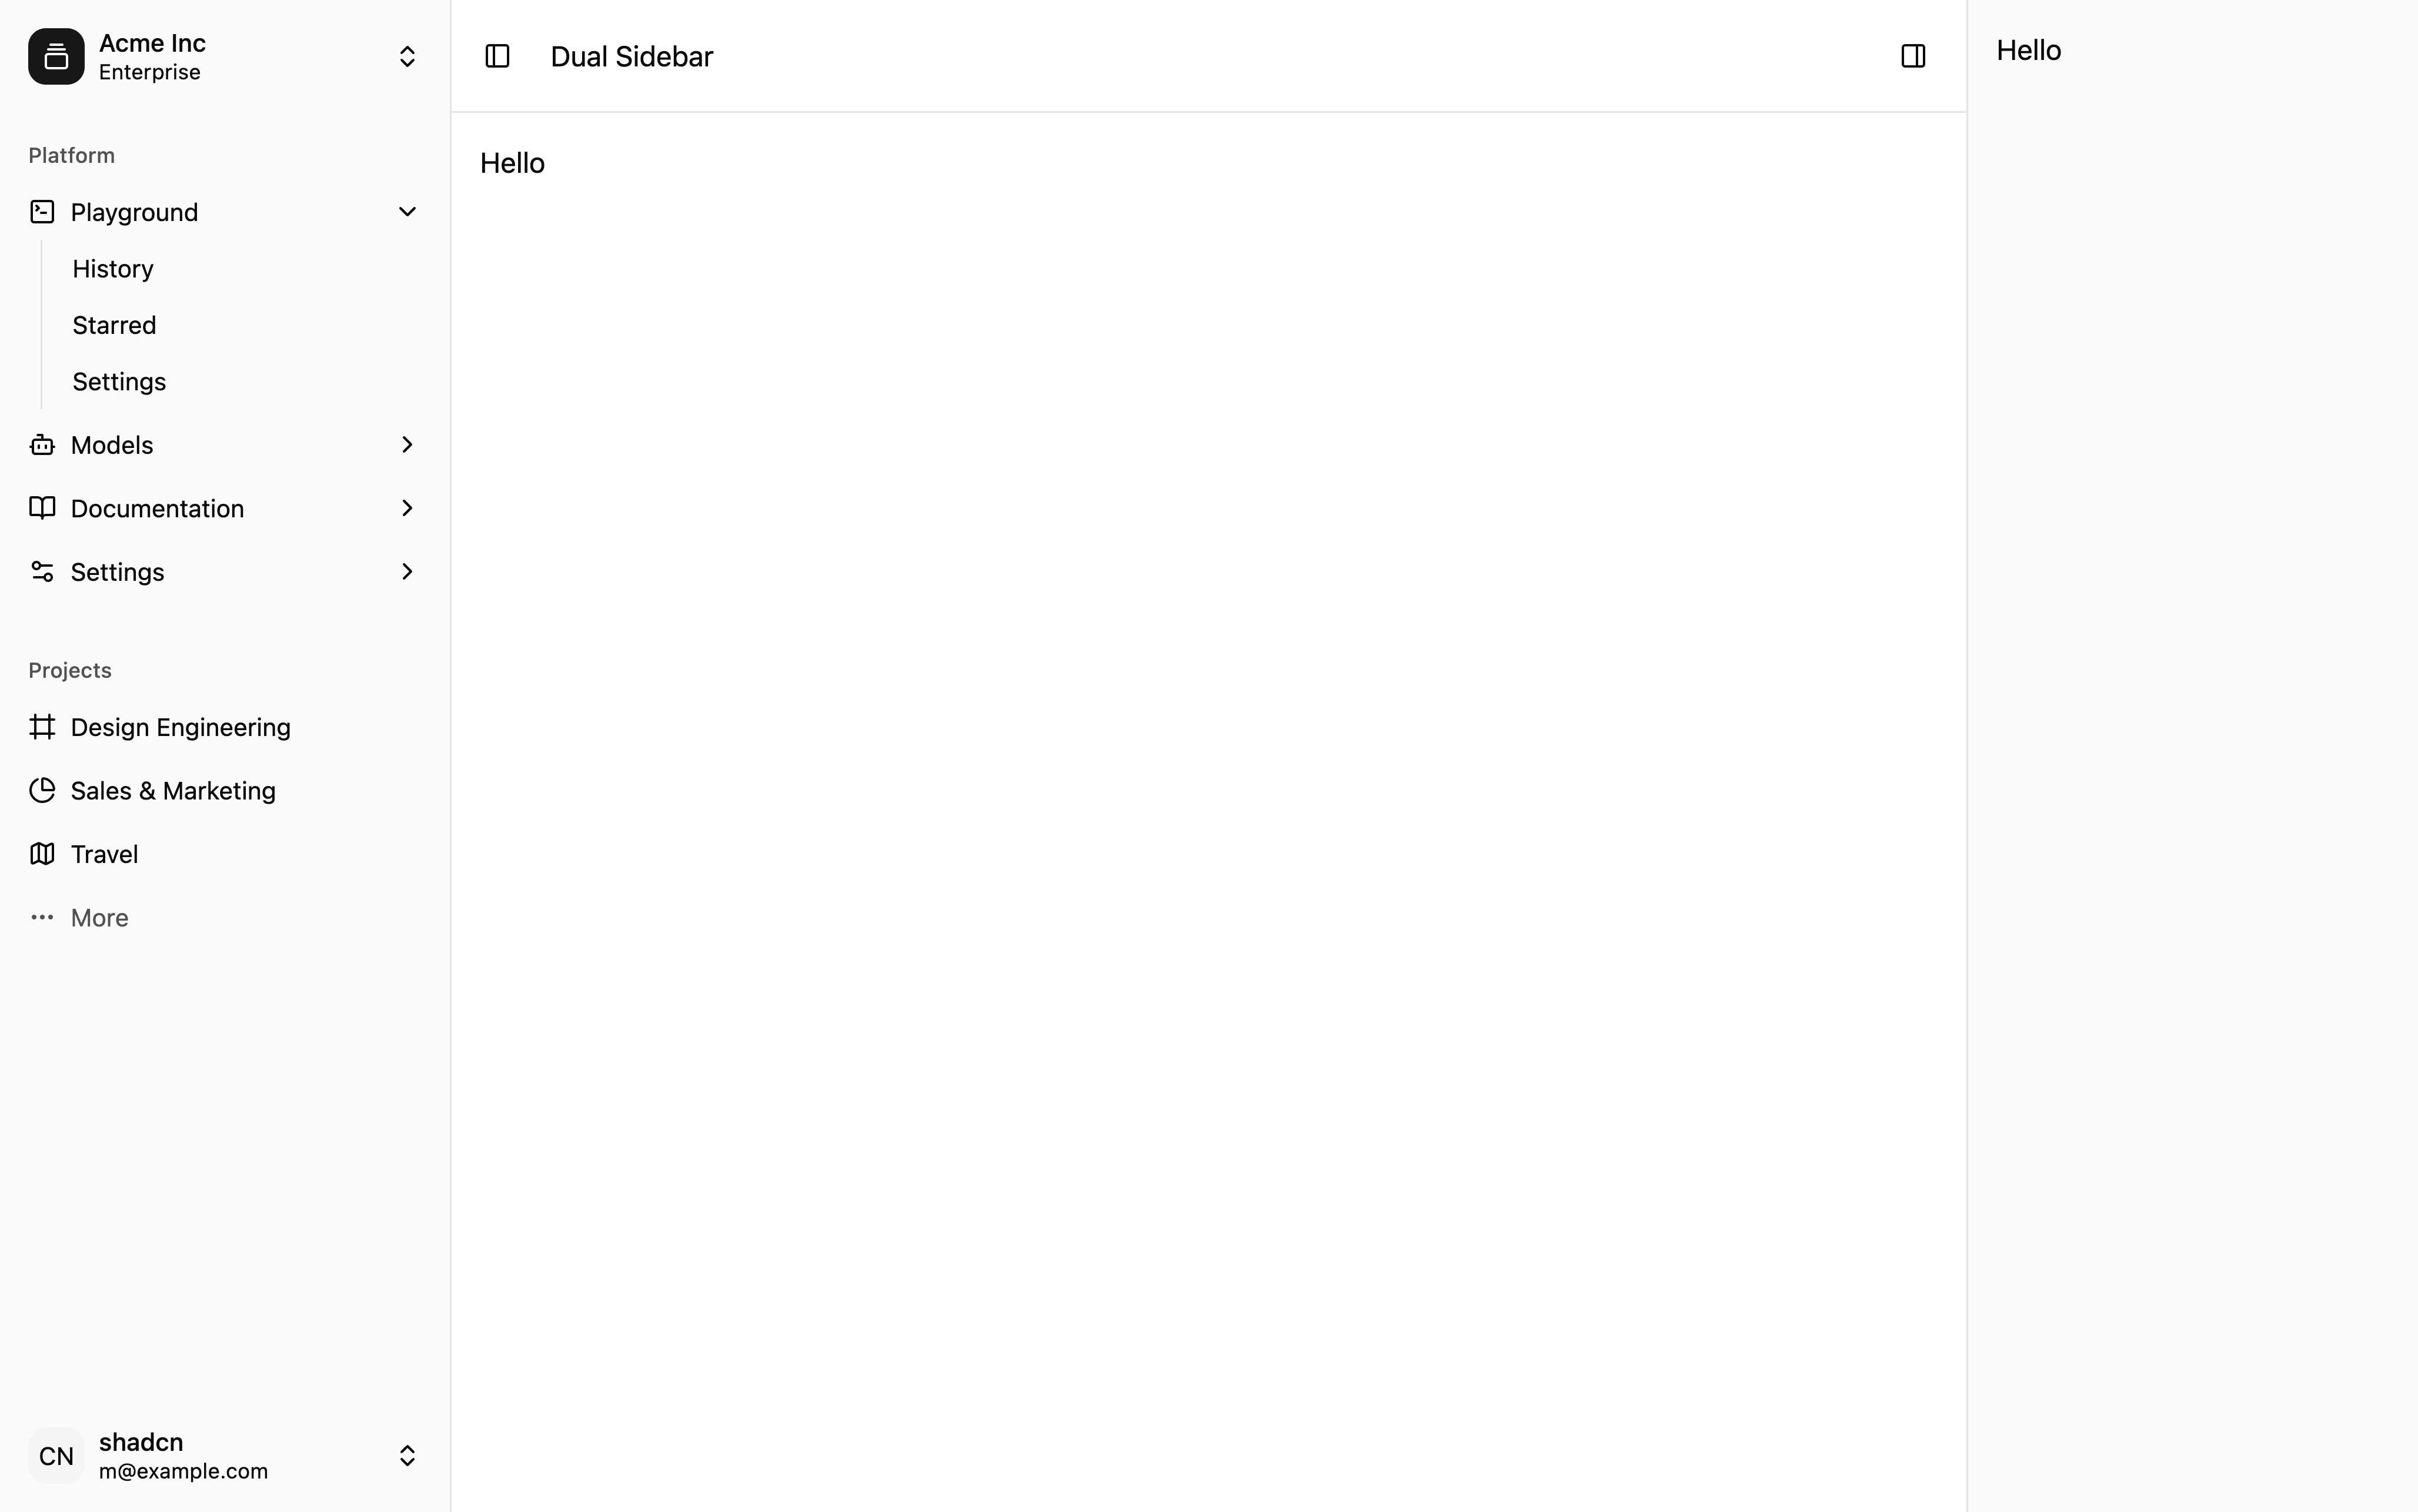 Acme Inc
Enterprise
Platform
Playground
History
Starred
Settings
Models
Documentation
Settings
Projects
Design Engineering
Sales & Marketing
Travel
More
CN
shadcn
m@example.com
Dual Sidebar
Hello
Hello